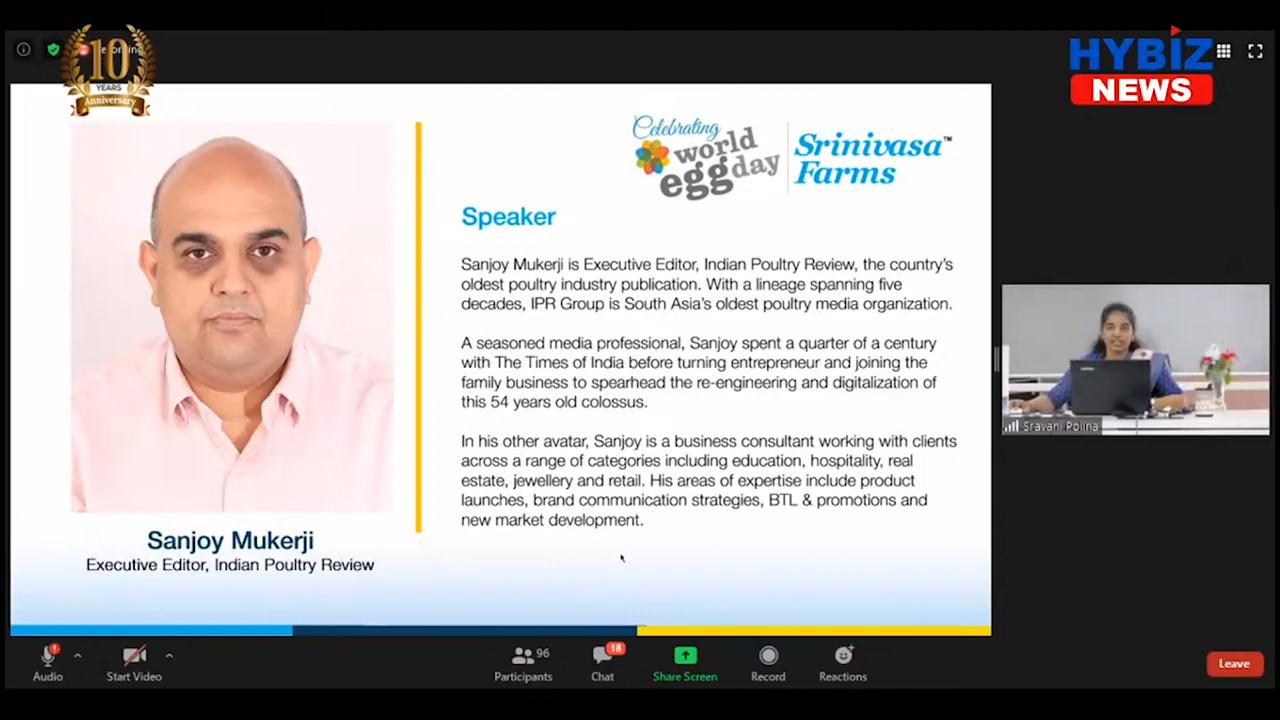 10
YEARS
Anniversary
HYBIZ
NEWS
Celebrating
world
egg day
Srinivasa™
Farms
Speaker
Sanjoy Mukerji is Executive Editor, Indian Poultry Review, the country's
oldest poultry industry publication. With a lineage spanning five
decades, IPR Group is South Asia's oldest poultry media organization.
A seasoned media professional, Sanjoy spent a quarter of a century
with The Times of India before turning entrepreneur and joining the
family business to spearhead the re-engineering and digitalization of
this 54 years old colossus.
In his other avatar, Sanjoy is a business consultant working with clients
across a range of categories including education, hospitality, real
estate, jewellery and retail. His areas of expertise include product
launches, brand communication strategies, BTL & promotions and
new market development.
Sanjoy Mukerji
Executive Editor, Indian Poultry Review
Sravani Polina
96
18
Audio
Start Video
Participants
Chat
Share Screen
Record
Reactions
Leave